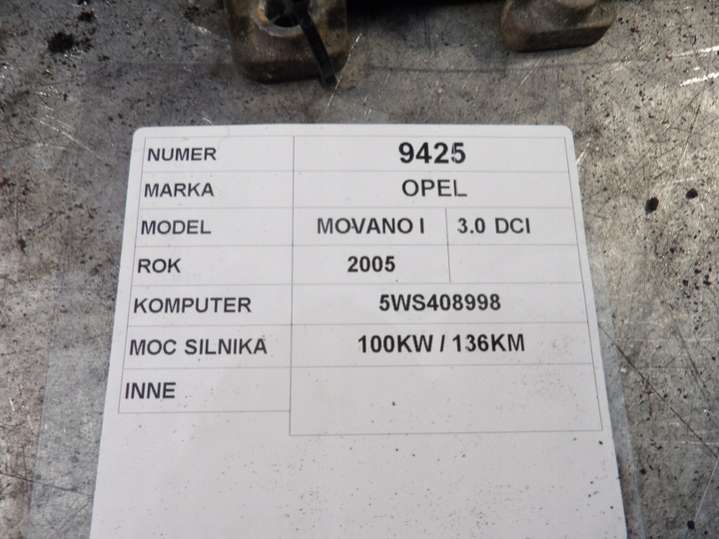 NUMER 9425
MARKA OPEL
MODEL MOVANO I 3.0 DCI
ROK 2005
KOMPUTER 5WS408998
MOC SILNIKA 100KW / 136KM
INNE